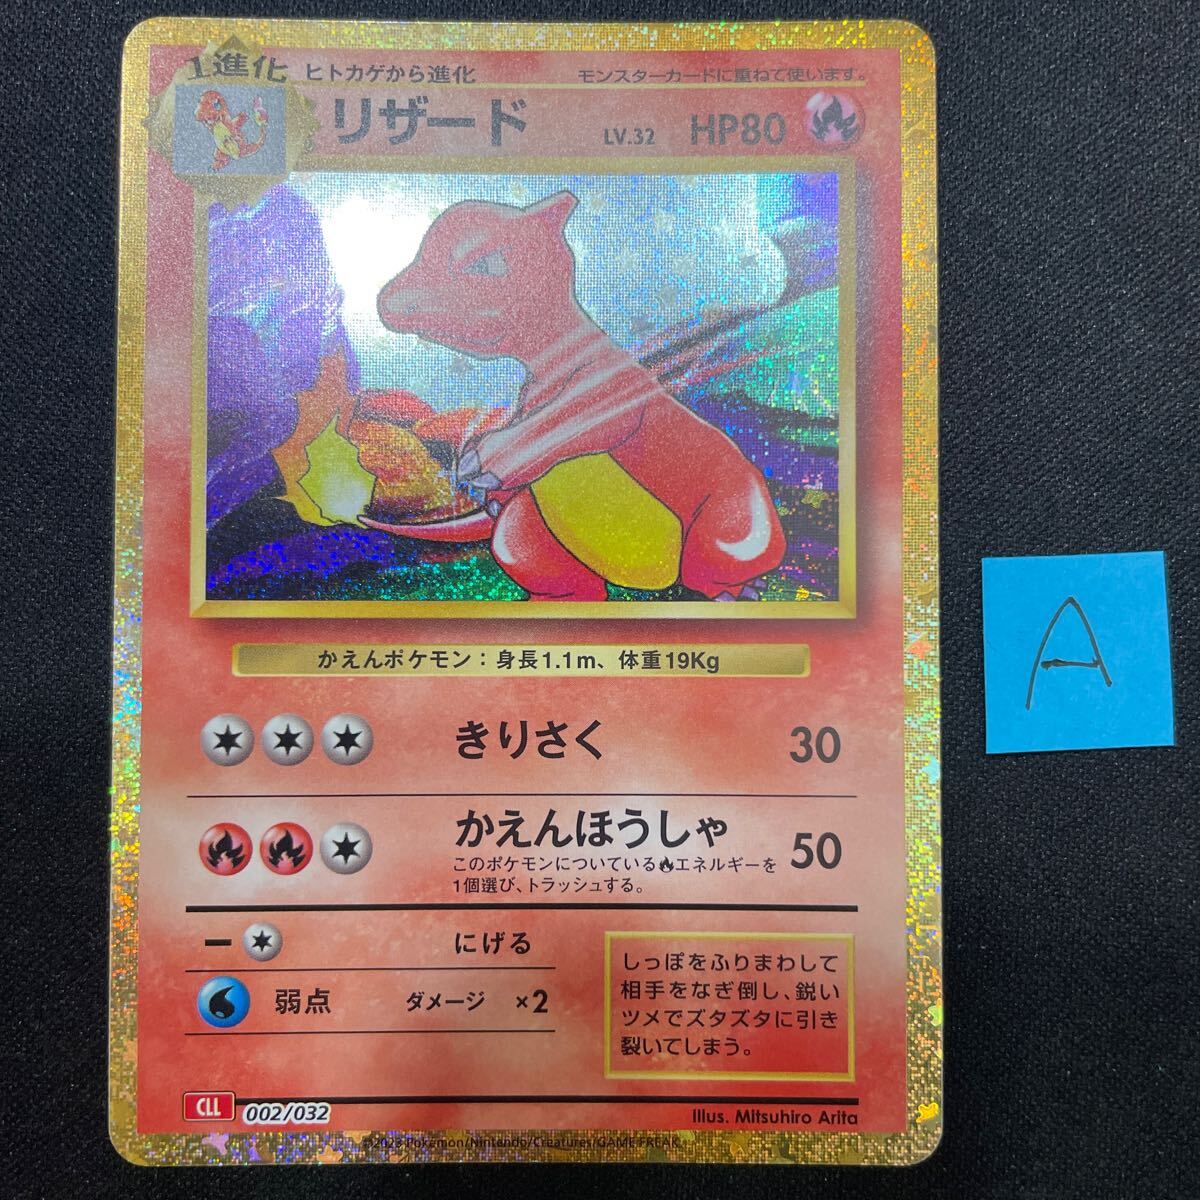 1進化
ヒトカゲから進化
モンスターカードに重ねて使います。
リザード
LV.32 HP80
かえんポケモン:身長1.1m、体重19Kg
きりさく 30
かえんほうしゃ 50
このポケモンについている エネルギーを
1個選び、トラッシュする。
にげる
弱点 ダメージ ×2
しっぽをふりまわして
相手をなぎ倒し、鋭い
ツメでズタズタに引き
裂いてしまう。
CLL 002/032
Illus. Mitsuhiro Arita
©2023 Pokémon/Nintendo/Creatures/GAME FREAK
A